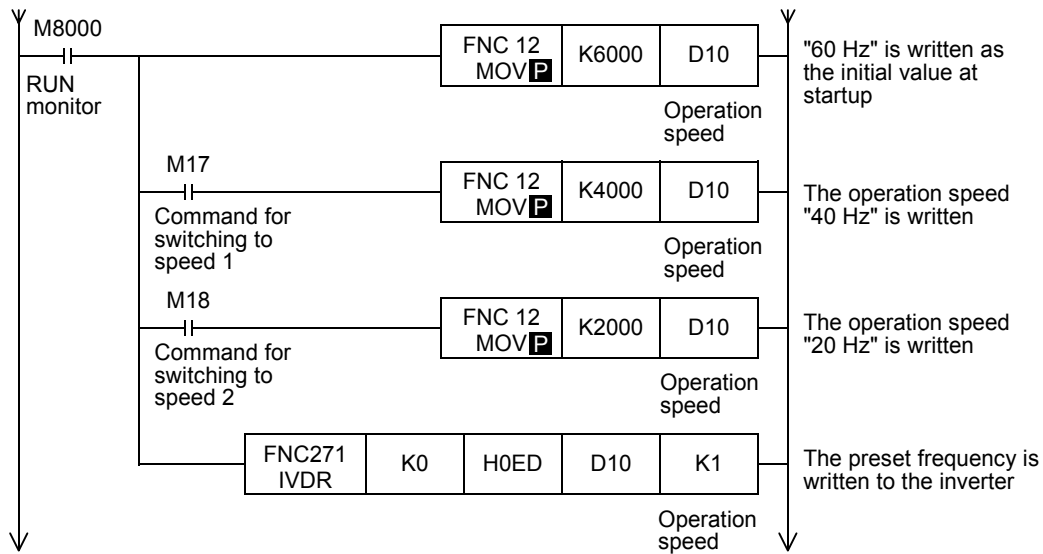 M8000
RUN
monitor
FNC 12
MOV P
K6000
D10
"60 Hz" is written as
the initial value at
startup
Operation
speed
M17
Command for
switching to
speed 1
FNC 12
MOV P
K4000
D10
The operation speed
"40 Hz" is written
Operation
speed
M18
Command for
switching to
speed 2
FNC 12
MOV P
K2000
D10
The operation speed
"20 Hz" is written
Operation
speed
FNC271
IVDR
K0
H0ED
D10
K1
The preset frequency is
written to the inverter
Operation
speed